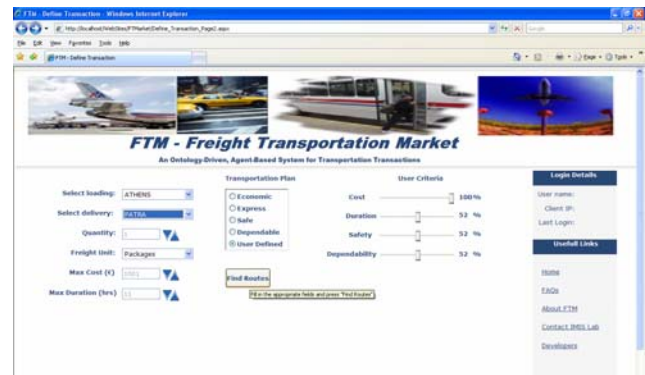 FTM - Define Transaction - Windows Internet Explorer
http://localhost/WebSites/FTMarket/Define_Transaction_Page2.aspx
File Edit View Favorites Tools Help
FTM - Define Transaction
Page Tools
FTM - Freight Transportation Market
An Ontology-Driven, Agent-Based System for Transportation Transactions
Transportation Plan
User Criteria
Login Details
Select loading: ATHENS
Economic
Cost 100 %
User name:
Select delivery: PATRA
Express
Duration 52 %
Client IP:
Safe
Last Login:
Quantity:
Dependable
Safety 52 %
Usefull Links
Freight Unit: Packages
User Defined
Dependability 52 %
Max Cost (€)
Find Routes
Home
Max Duration (hrs)
Fill in the appropriate fields and press "Find Routes"
FAQs
About FTM
Contact IMSS Lab
Developers